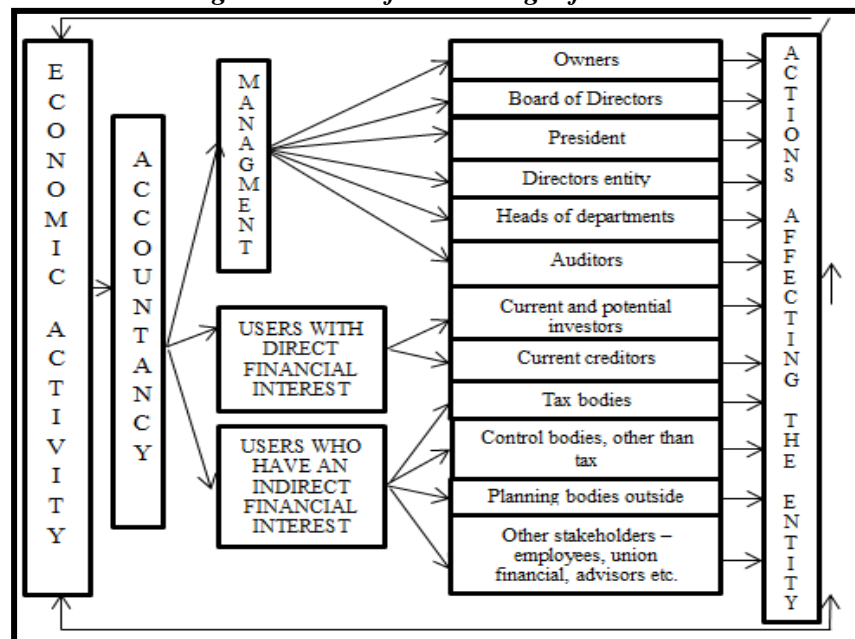 ECONOMIC ACTIVITY
ACCOUNTANCY
MANAGMENT
USERS WITH
DIRECT
FINANCIAL
INTEREST
USERS WHO
HAVE AN
INDIRECT
FINANCIAL
INTEREST
Owners
Board of Directors
President
Directors entity
Heads of departments
Auditors
Current and potential
investors
Current creditors
Tax bodies
Control bodies, other than
tax
Planning bodies outside
Other stakeholders –
employees, union
financial, advisors etc.
ACTIONS AFFECTING THE ENTITY